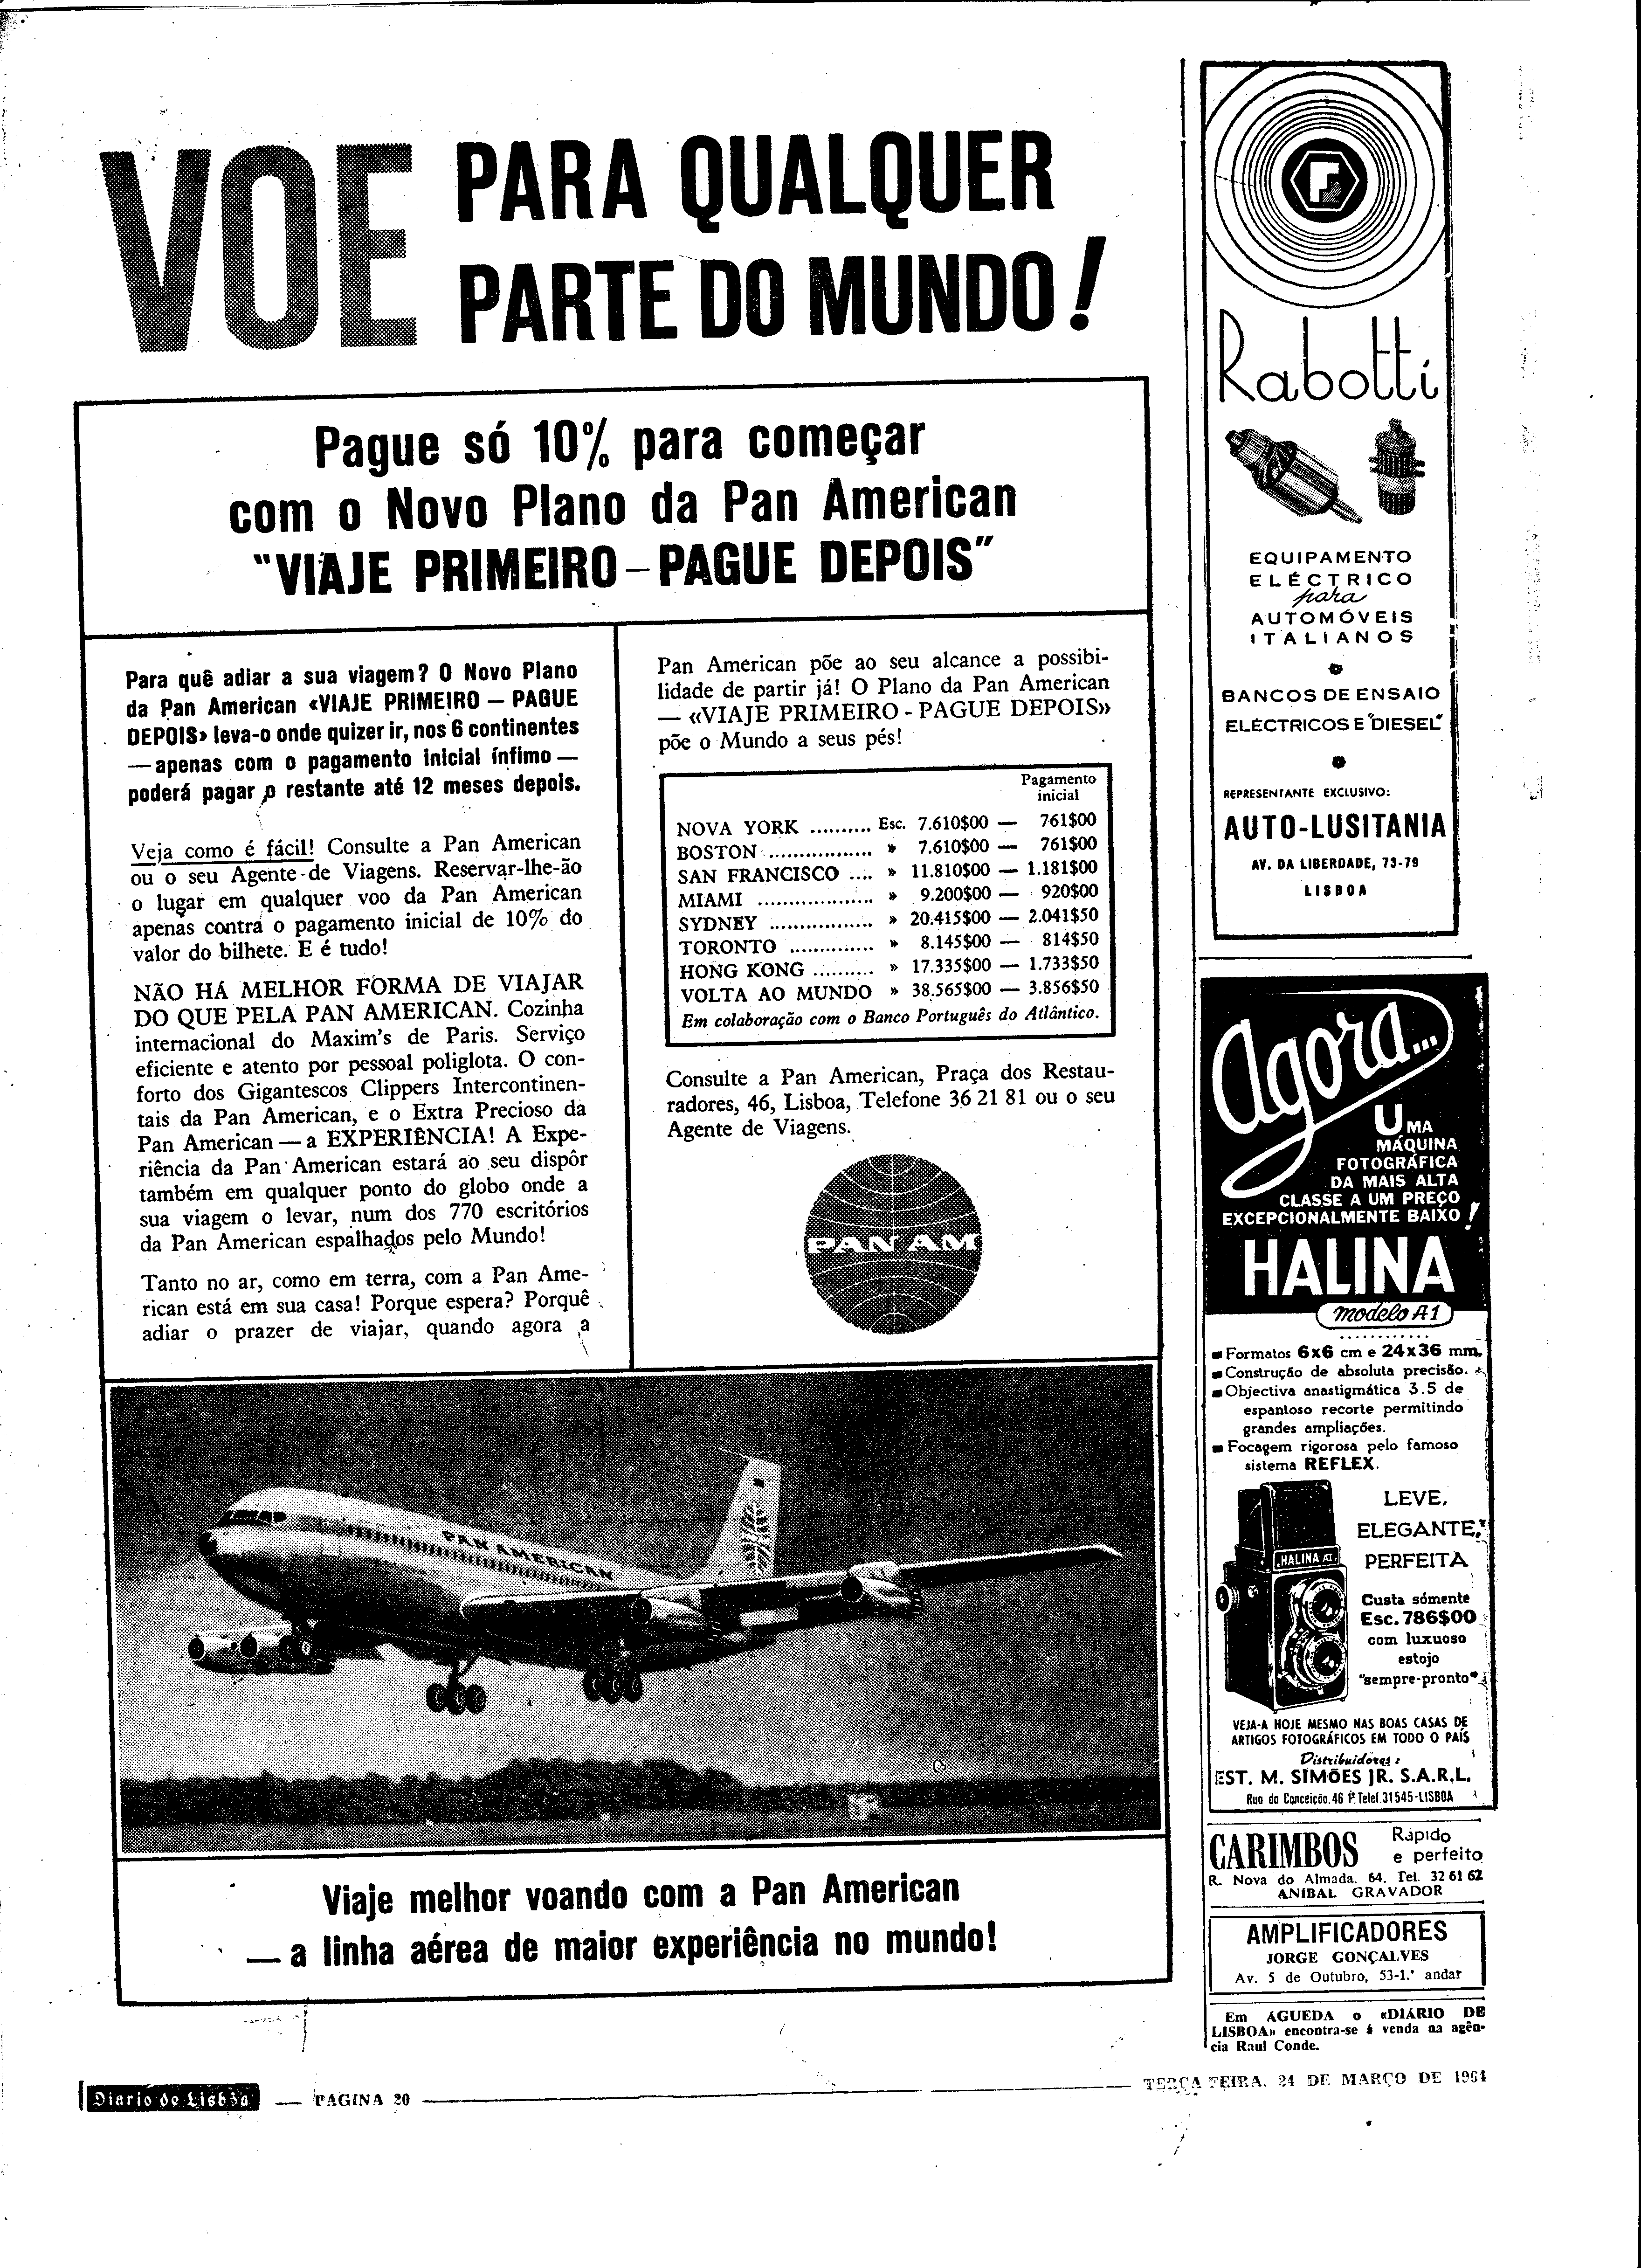 VOE PARA QUALQUER
PARTE DO MUNDO!
Pague só 10% para começar
com o Novo Plano da Pan American
"VIAJE PRIMEIRO – PAGUE DEPOIS"
Para quê adiar a sua viagem? O Novo Plano
da Pan American «VIAJE PRIMEIRO — PAGUE
DEPOIS» leva-o onde quizer ir, nos 6 continentes
— apenas com o pagamento inicial ínfimo —
poderá pagar o restante até 12 meses depois.
Veja como é fácil! Consulte a Pan American
ou o seu Agente de Viagens. Reservar-lhe-ão
o lugar em qualquer voo da Pan American
apenas contra o pagamento inicial de 10% do
valor do bilhete. E é tudo!
NÃO HÁ MELHOR FORMA DE VIAJAR
DO QUE PELA PAN AMERICAN. Cozinha
internacional do Maxim's de Paris. Serviço
eficiente e atento por pessoal poliglota. O con-
forto dos Gigantescos Clippers Intercontinen-
tais da Pan American, e o Extra Precioso da
Pan American — a EXPERIÊNCIA! A Expe-
riência da Pan American estará ao seu dispôr
também em qualquer ponto do globo onde a
sua viagem o levar, num dos 770 escritórios
da Pan American espalhados pelo Mundo!
Tanto no ar, como em terra, com a Pan Ame-
rican está em sua casa! Porque espera? Porquê
adiar o prazer de viajar, quando agora a
Pan American põe ao seu alcance a possibi-
lidade de partir já! O Plano da Pan American
— «VIAJE PRIMEIRO - PAGUE DEPOIS»
põe o Mundo a seus pés!
Pagamento
inicial
NOVA YORK .......... Esc. 7.610$00 — 761$00
BOSTON ................. » 7.610$00 — 761$00
SAN FRANCISCO .... » 11.810$00 — 1.181$00
MIAMI ................... » 9.200$00 — 920$00
SYDNEY ................. » 20.415$00 — 2.041$50
TORONTO .............. » 8.145$00 — 814$50
HONG KONG .......... » 17.335$00 — 1.733$50
VOLTA AO MUNDO » 38.565$00 — 3.856$50
Em colaboração com o Banco Português do Atlântico.
Consulte a Pan American, Praça dos Restau-
radores, 46, Lisboa, Telefone 36 21 81 ou o seu
Agente de Viagens.
PAN AM
PAN AMERICAN
Viaje melhor voando com a Pan American
— a linha aérea de maior experiência no mundo!
Rabotti
EQUIPAMENTO
ELÉCTRICO
para
AUTOMÓVEIS
ITALIANOS
BANCOS DE ENSAIO
ELÉCTRICOS E "DIESEL"
REPRESENTANTE EXCLUSIVO:
AUTO-LUSITANIA
AV. DA LIBERDADE, 73-79
LISBOA
Agora...
UMA
MÁQUINA
FOTOGRÁFICA
DA MAIS ALTA
CLASSE A UM PREÇO
EXCEPCIONALMENTE BAIXO!
HALINA
modelo A1
Formatos 6x6 cm e 24x36 mm.
Construção de absoluta precisão.
Objectiva anastigmática 3.5 de
espantoso recorte permitindo
grandes ampliações.
Focagem rigorosa pelo famoso
sistema REFLEX.
HALINA A1
LEVE,
ELEGANTE,
PERFEITA
Custa sómente
Esc. 786$00
com luxuoso
estojo
"sempre-pronto"
VEJA-A HOJE MESMO NAS BOAS CASAS DE
ARTIGOS FOTOGRÁFICOS EM TODO O PAÍS
Distribuidores:
EST. M. SIMÕES JR. S.A.R.L.
Rua da Conceição, 46 1º. Telef. 31545-LISBOA
CARIMBOS Rápido
e perfeito
R. Nova do Almada, 64. Tel. 32 61 62
ANIBAL GRAVADOR
AMPLIFICADORES
JORGE GONÇALVES
Av. 5 de Outubro, 53-1.º andar
Em ÁGUEDA o «DIÁRIO DE
LISBOA» encontra-se á venda na agên-
cia Raul Conde.
Diario de Lisbôa — PAGINA 20 — TERÇA FEIRA, 24 DE MARÇO DE 1964